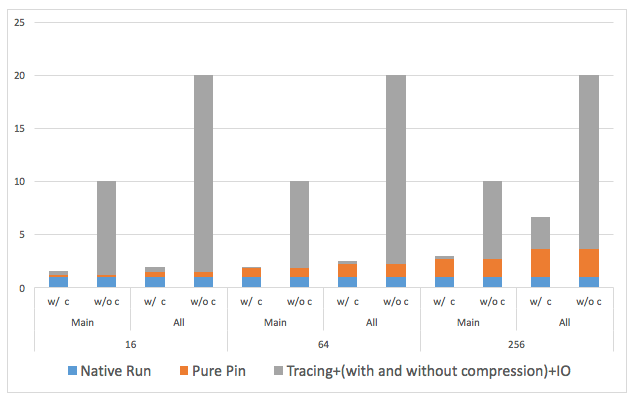 25
20
15
10
5
0
w/ c w/o c w/ c w/o c w/ c w/o c w/ c w/o c w/ c w/o c w/ c w/o c
Main All Main All Main All
16 64 256
Native Run Pure Pin Tracing+(with and without compression)+IO